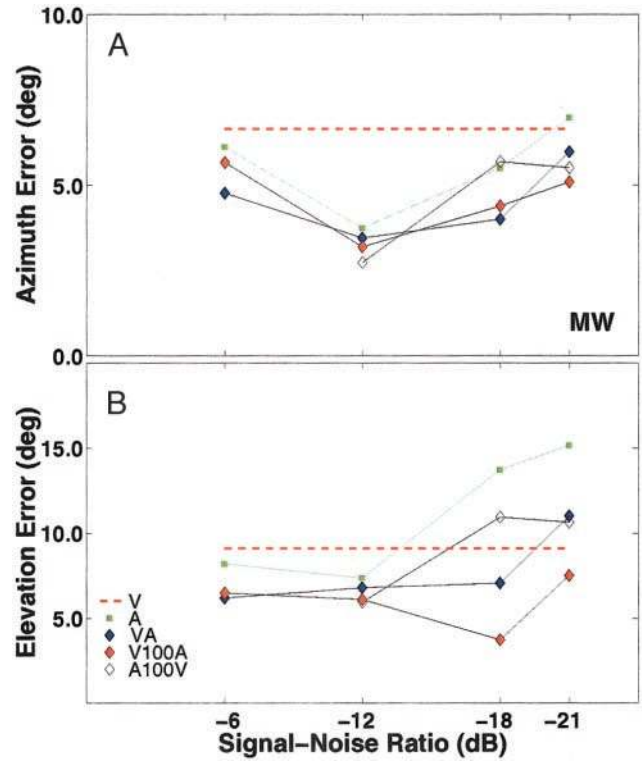 10.0
A
Azimuth Error (deg)
5.0
MW
0.0
B
15.0
Elevation Error (deg)
10.0
5.0
V
A
VA
V100A
A100V
−6
−12
−18
−21
Signal−Noise Ratio (dB)